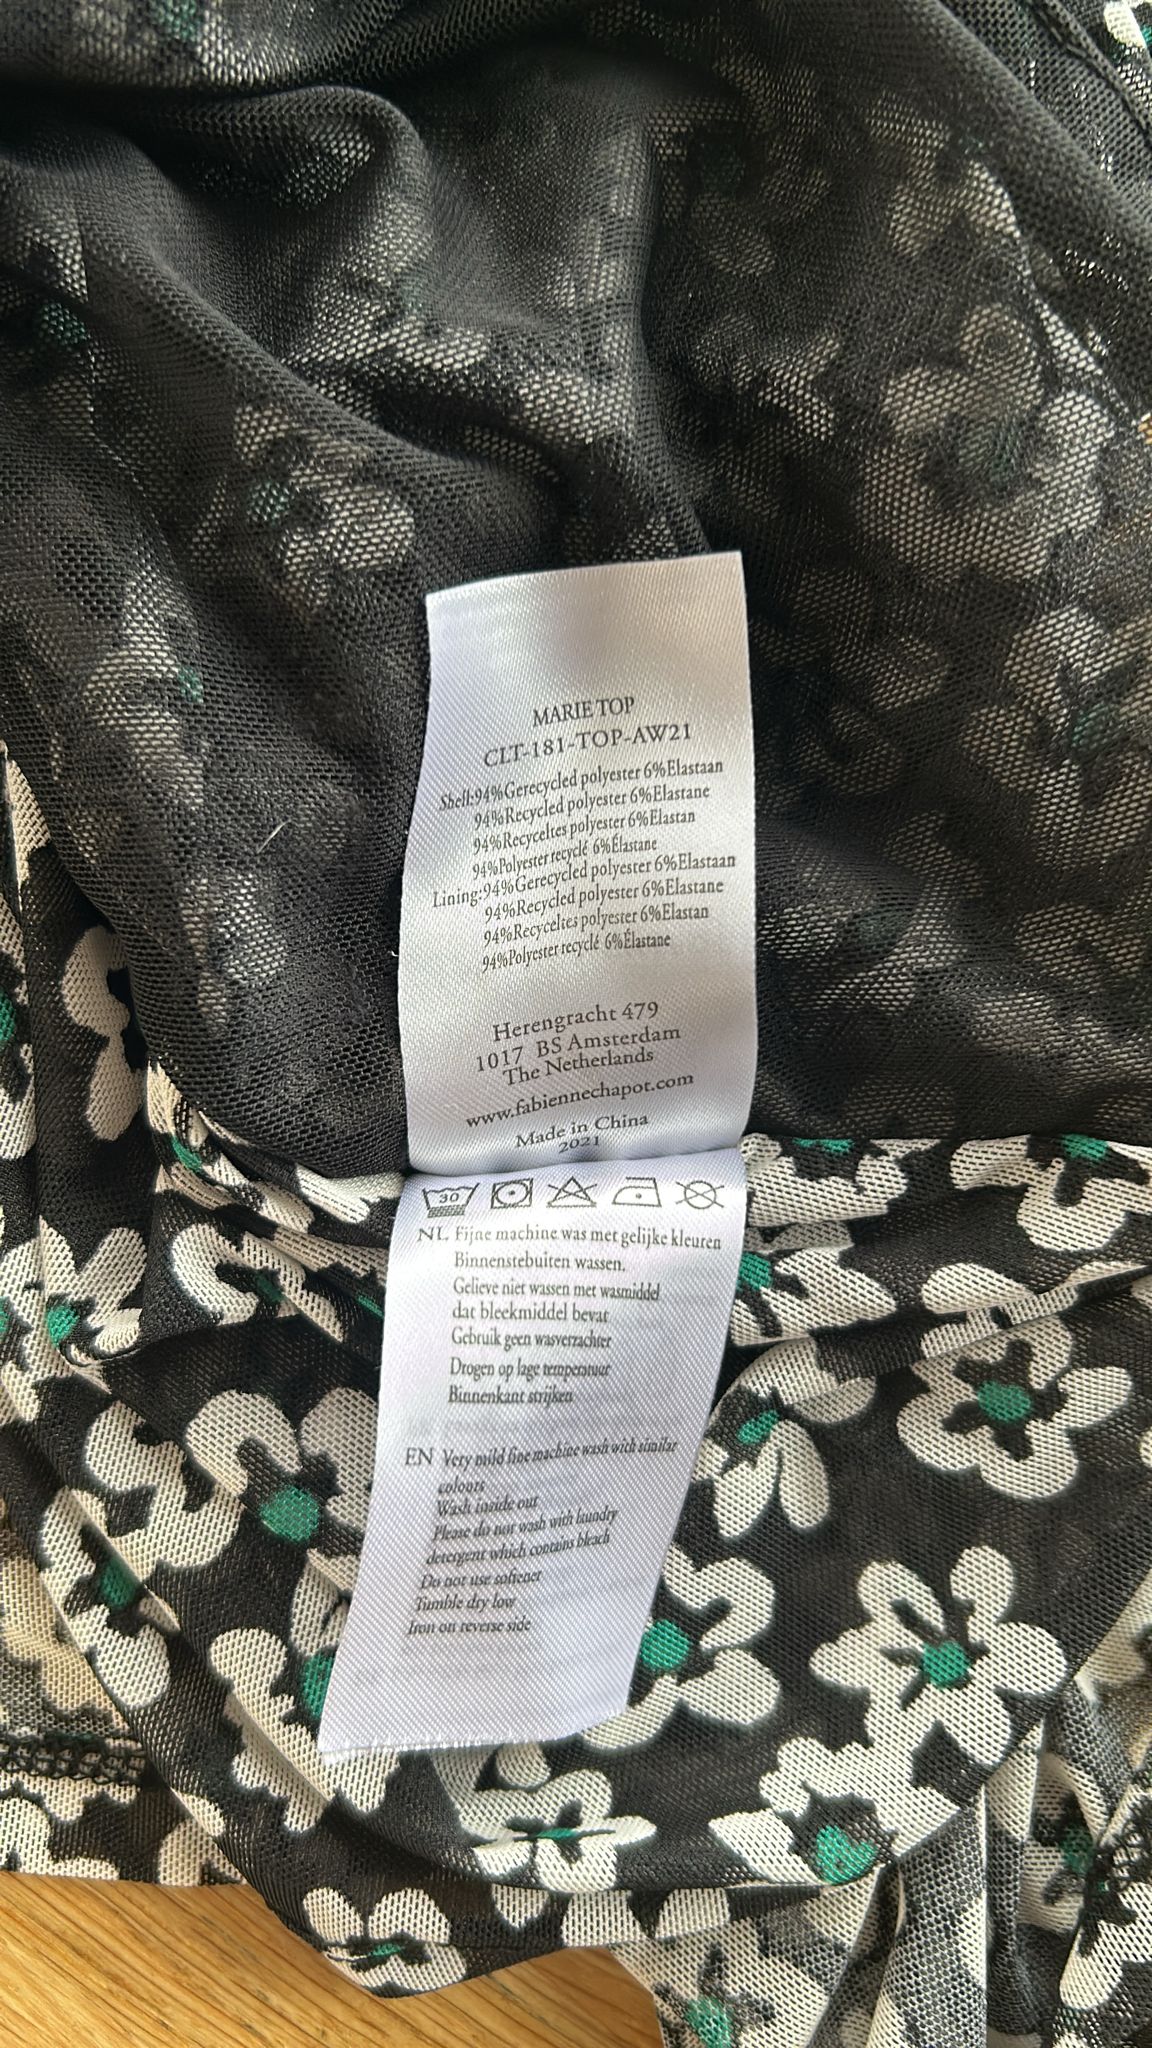 MARIE TOP
CLT-181-TOP-AW21
Shell:94%Gerecycled polyester 6%Elastaan
94%Recycled polyester 6%Elastane
94%Recyceltes polyester 6%Elastan
94%Polyester recyclé 6%Élastane
Lining:94%Gerecycled polyester 6%Elastaan
94%Recycled polyester 6%Elastane
94%Recyceltes polyester 6%Elastan
94%Polyester recyclé 6%Élastane
Herengracht 479
1017 BS Amsterdam
The Netherlands
www.fabiennechapot.com
Made in China
2021
30
NL Fijne machine was met gelijke kleuren
Binnenstebuiten wassen.
Gelieve niet wassen met wasmiddel
dat bleekmiddel bevat
Gebruik geen wasverzachter
Drogen op lage temperatuur
Binnenkant strijken
EN Very mild fine machine wash with similar
colours
Wash inside out
Please do not wash with laundry
detergent which contains bleach
Do not use softener
Tumble dry low
Iron on reverse side